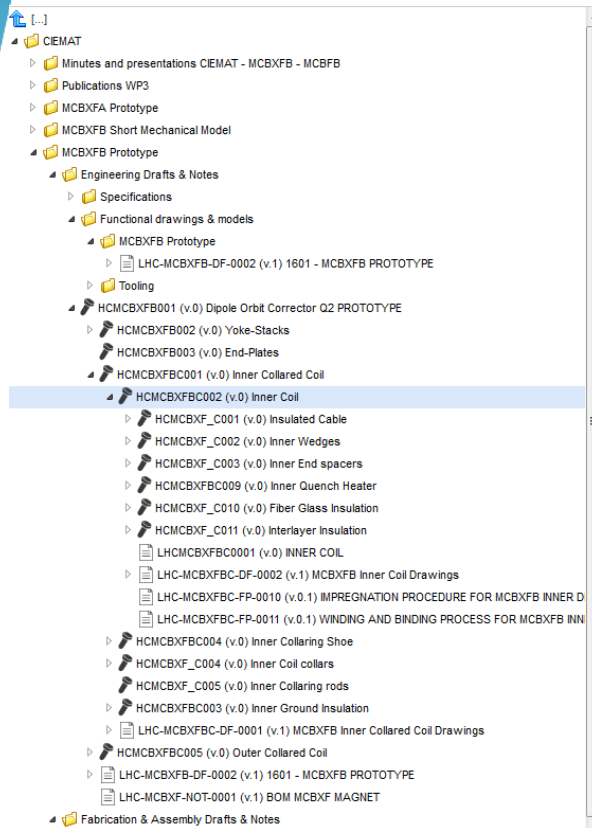 [...]
CIEMAT
Minutes and presentations CIEMAT - MCBXFB - MCBFB
Publications WP3
MCBXFA Prototype
MCBXFB Short Mechanical Model
MCBXFB Prototype
Engineering Drafts & Notes
Specifications
Functional drawings & models
MCBXFB Prototype
LHC-MCBXFB-DF-0002 (v.1) 1601 - MCBXFB PROTOTYPE
Tooling
HCMCBXFB001 (v.0) Dipole Orbit Corrector Q2 PROTOTYPE
HCMCBXFB002 (v.0) Yoke-Stacks
HCMCBXFB003 (v.0) End-Plates
HCMCBXFBC001 (v.0) Inner Collared Coil
HCMCBXFBC002 (v.0) Inner Coil
HCMCBXF_C001 (v.0) Insulated Cable
HCMCBXF_C002 (v.0) Inner Wedges
HCMCBXF_C003 (v.0) Inner End spacers
HCMCBXFBC009 (v.0) Inner Quench Heater
HCMCBXF_C010 (v.0) Fiber Glass Insulation
HCMCBXF_C011 (v.0) Interlayer Insulation
LHCMCBXFBC0001 (v.0) INNER COIL
LHC-MCBXFBC-DF-0002 (v.1) MCBXFB Inner Coil Drawings
LHC-MCBXFBC-FP-0010 (v.0.1) IMPREGNATION PROCEDURE FOR MCBXFB INNER D
LHC-MCBXFBC-FP-0011 (v.0.1) WINDING AND BINDING PROCESS FOR MCBXFB INN
HCMCBXFBC004 (v.0) Inner Collaring Shoe
HCMCBXF_C004 (v.0) Inner Coil collars
HCMCBXF_C005 (v.0) Inner Collaring rods
HCMCBXFBC003 (v.0) Inner Ground Insulation
LHC-MCBXFBC-DF-0001 (v.1) MCBXFB Inner Collared Coil Drawings
HCMCBXFBC005 (v.0) Outer Collared Coil
LHC-MCBXFB-DF-0002 (v.1) 1601 - MCBXFB PROTOTYPE
LHC-MCBXF-NOT-0001 (v.1) BOM MCBXF MAGNET
Fabrication & Assembly Drafts & Notes